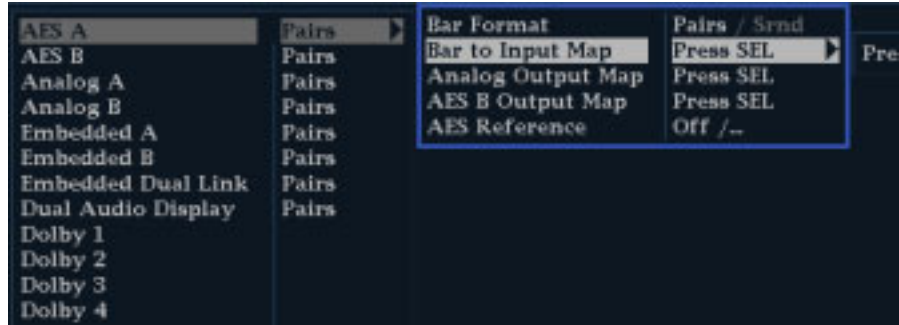 AES A Pairs
AES B Pairs
Analog A Pairs
Analog B Pairs
Embedded A Pairs
Embedded B Pairs
Embedded Dual Link Pairs
Dual Audio Display Pairs
Dolby 1
Dolby 2
Dolby 3
Dolby 4
Bar Format Pairs / Srnd
Bar to Input Map Press SEL
Analog Output Map Press SEL
AES B Output Map Press SEL
AES Reference Off /...
Pre